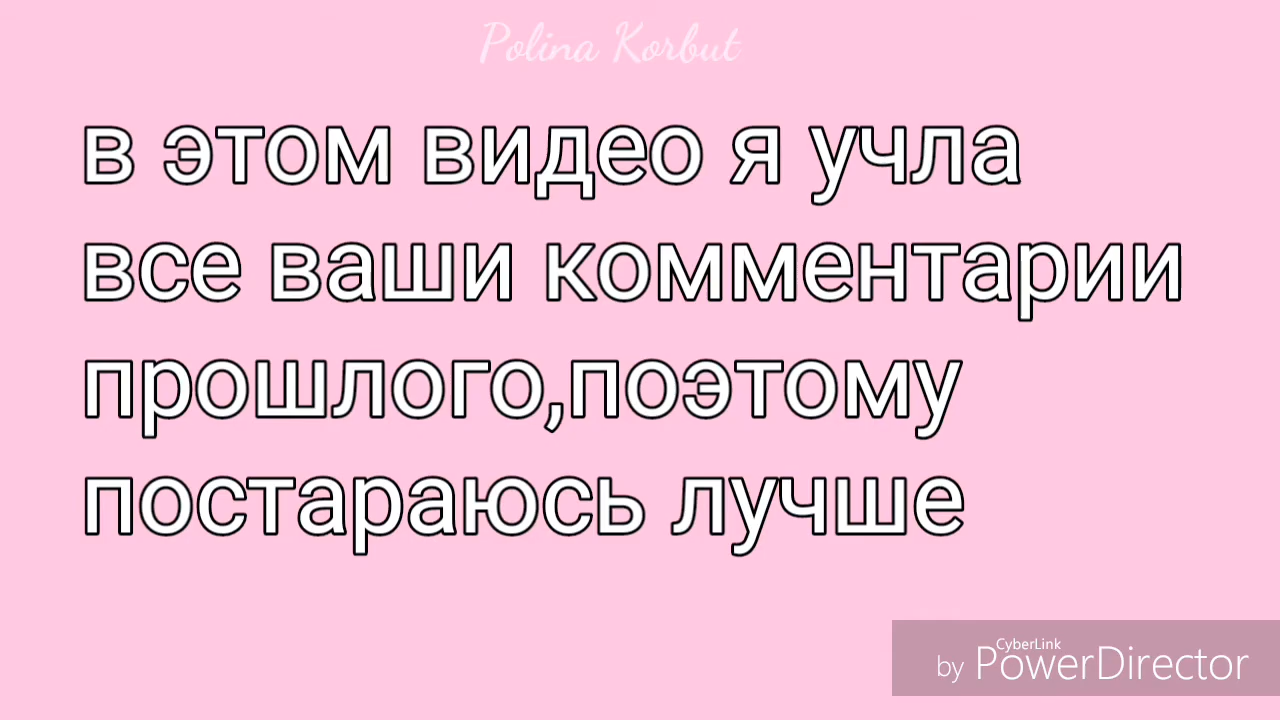 Polina Korbut
в этом видео я учла
все ваши комментарии
прошлого,поэтому
постараюсь лучше
CyberLink
by PowerDirector